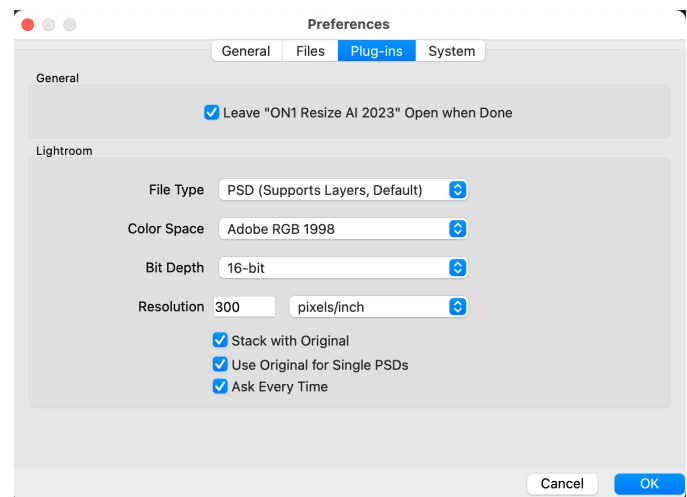 Preferences
General Files Plug-ins System
General
Leave "ON1 Resize AI 2023" Open when Done
Lightroom
File Type PSD (Supports Layers, Default)
Color Space Adobe RGB 1998
Bit Depth 16-bit
Resolution 300 pixels/inch
Stack with Original
Use Original for Single PSDs
Ask Every Time
Cancel OK